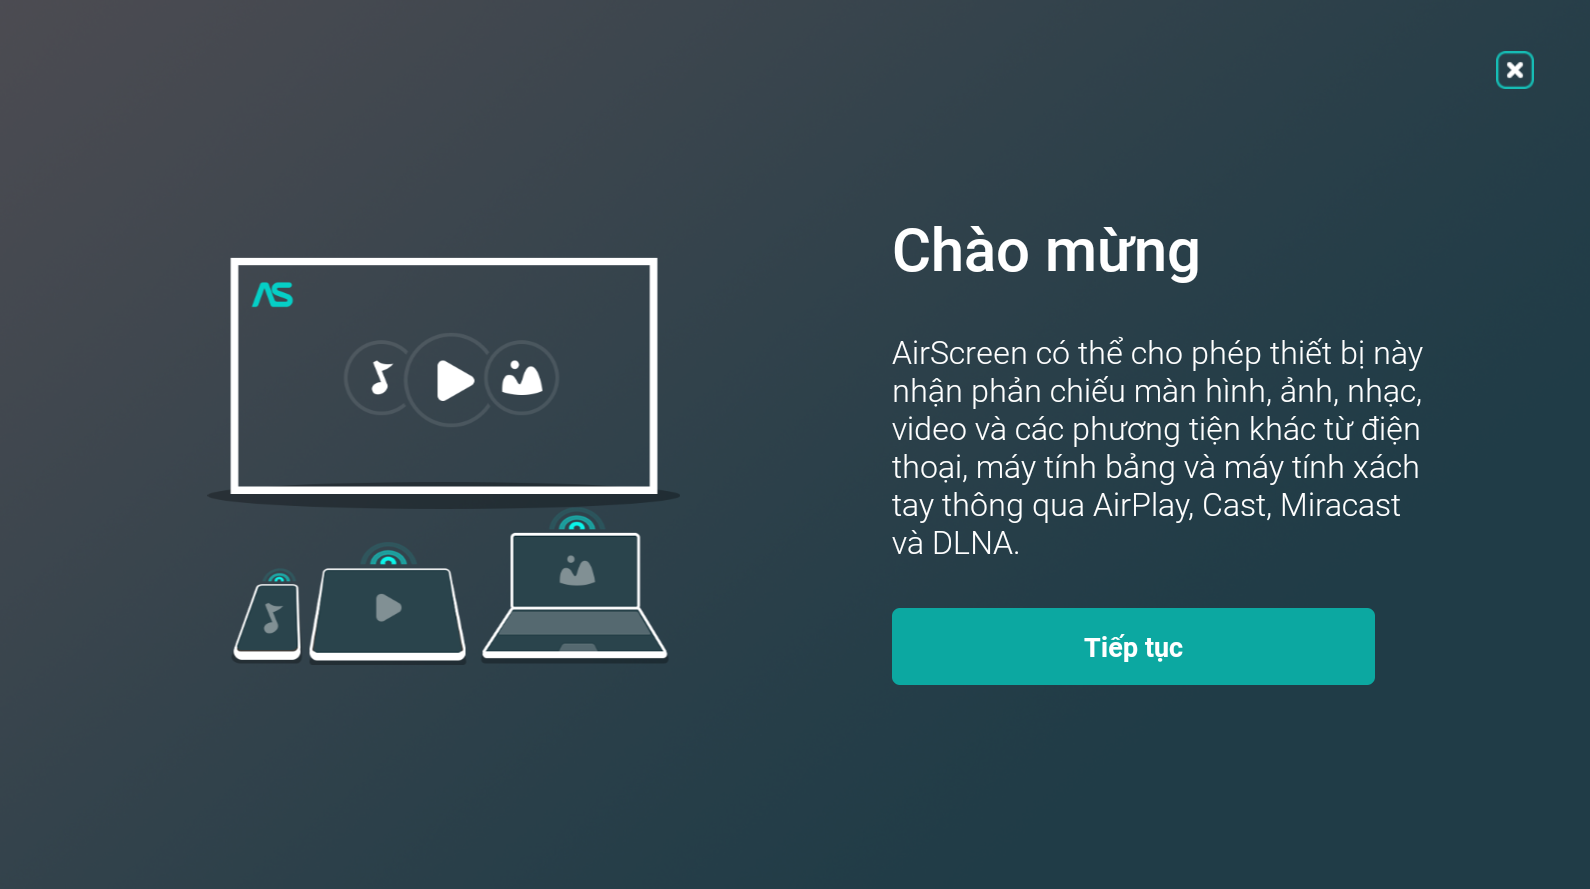 AS
Chào mừng
AirScreen có thể cho phép thiết bị này
nhận phản chiếu màn hình, ảnh, nhạc,
video và các phương tiện khác từ điện
thoại, máy tính bảng và máy tính xách
tay thông qua AirPlay, Cast, Miracast
và DLNA.
Tiếp tục